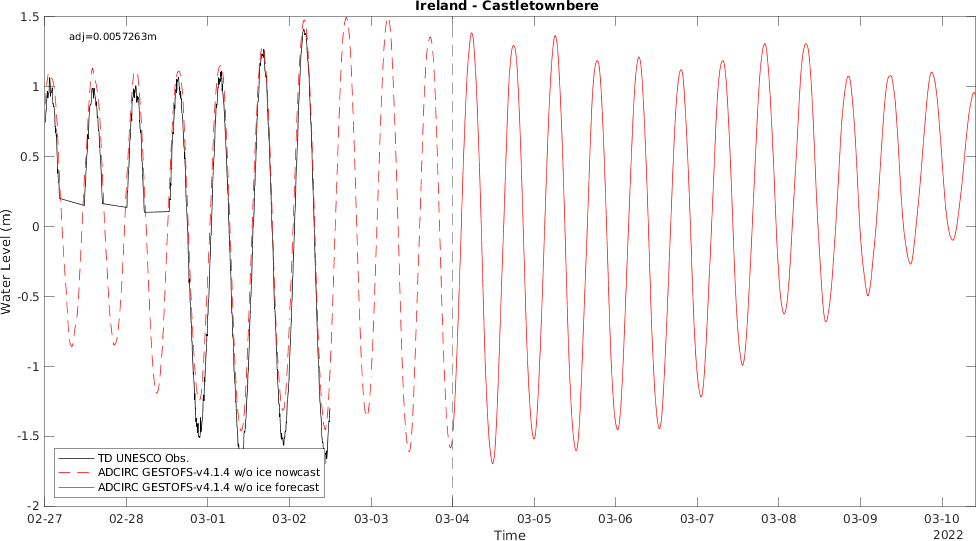 Ireland - Castletownbere
adj=0.0057263m
1.5
1
0.5
0
-0.5
-1
-1.5
-2
Water Level (m)
TD UNESCO Obs.
ADCIRC GESTOFS-v4.1.4 w/o ice nowcast
ADCIRC GESTOFS-v4.1.4 w/o ice forecast
02-27 02-28 03-01 03-02 03-03 03-04 03-05 03-06 03-07 03-08 03-09 03-10
Time
2022